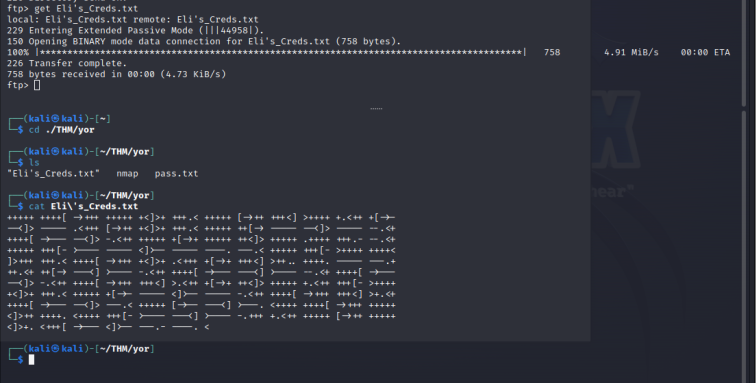 ftp> get Eli's_Creds.txt
local: Eli's_Creds.txt remote: Eli's_Creds.txt
229 Entering Extended Passive Mode (|||44958|).
150 Opening BINARY mode data connection for Eli's_Creds.txt (758 bytes).
100% |***********************************************************************************************| 758 4.91 MiB/s 00:00 ETA
226 Transfer complete.
758 bytes received in 00:00 (4.73 KiB/s)
ftp>
┌──(kali㉿kali)-[~]
└─$ cd ./THM/yor
┌──(kali㉿kali)-[~/THM/yor]
└─$ ls
"Eli's_Creds.txt" nmap pass.txt
┌──(kali㉿kali)-[~/THM/yor]
└─$ cat Eli\'s_Creds.txt
+++++ ++++[ ->+++ +++++ +<]>+ +++.< +++++ [->++ +++<] >++++ +.<++ +[->-
--<]> ----- .<+++ [->++ +<]>+ +++.< +++++ ++[-> ----- --<]> ----- --.<+
++++[ ->--- --<]> -.<++ +++++ +[->+ +++++ ++<]> +++++ .++++ +++.- --.<+
+++++ +++[- >---- ----- <]>-- ----- ----. ---.< +++++ +++[- >++++ ++++<
]>+++ +++.< ++++[ ->+++ +<]>+ .<+++ +[->+ +++<] >++.. ++++. ----- ---.+
++.<+ ++[-> ---<] >---- -.<++ ++++[ ->--- ---<] >---- --.<+ ++++[ ->---
--<]> -.<++ ++++[ ->+++ +++<] >.<++ +[->+ ++<]> +++++ +.<++ +++[- >++++
+<]>+ +++.< +++++ +[->- ----- <]>-- ----- -.<++ ++++[ ->+++ +++<] >+.<+
++++[ ->--- --<]> ---.< +++++ [->-- ---<] >---. <++++ ++++[ ->+++ +++++
<]>++ ++++. <++++ +++[- >---- ---<] >---- -.+++ +.<++ +++++ [->++ +++++
<]>+. <+++[ ->--- <]>-- ---.- ----. <
┌──(kali㉿kali)-[~/THM/yor]
└─$